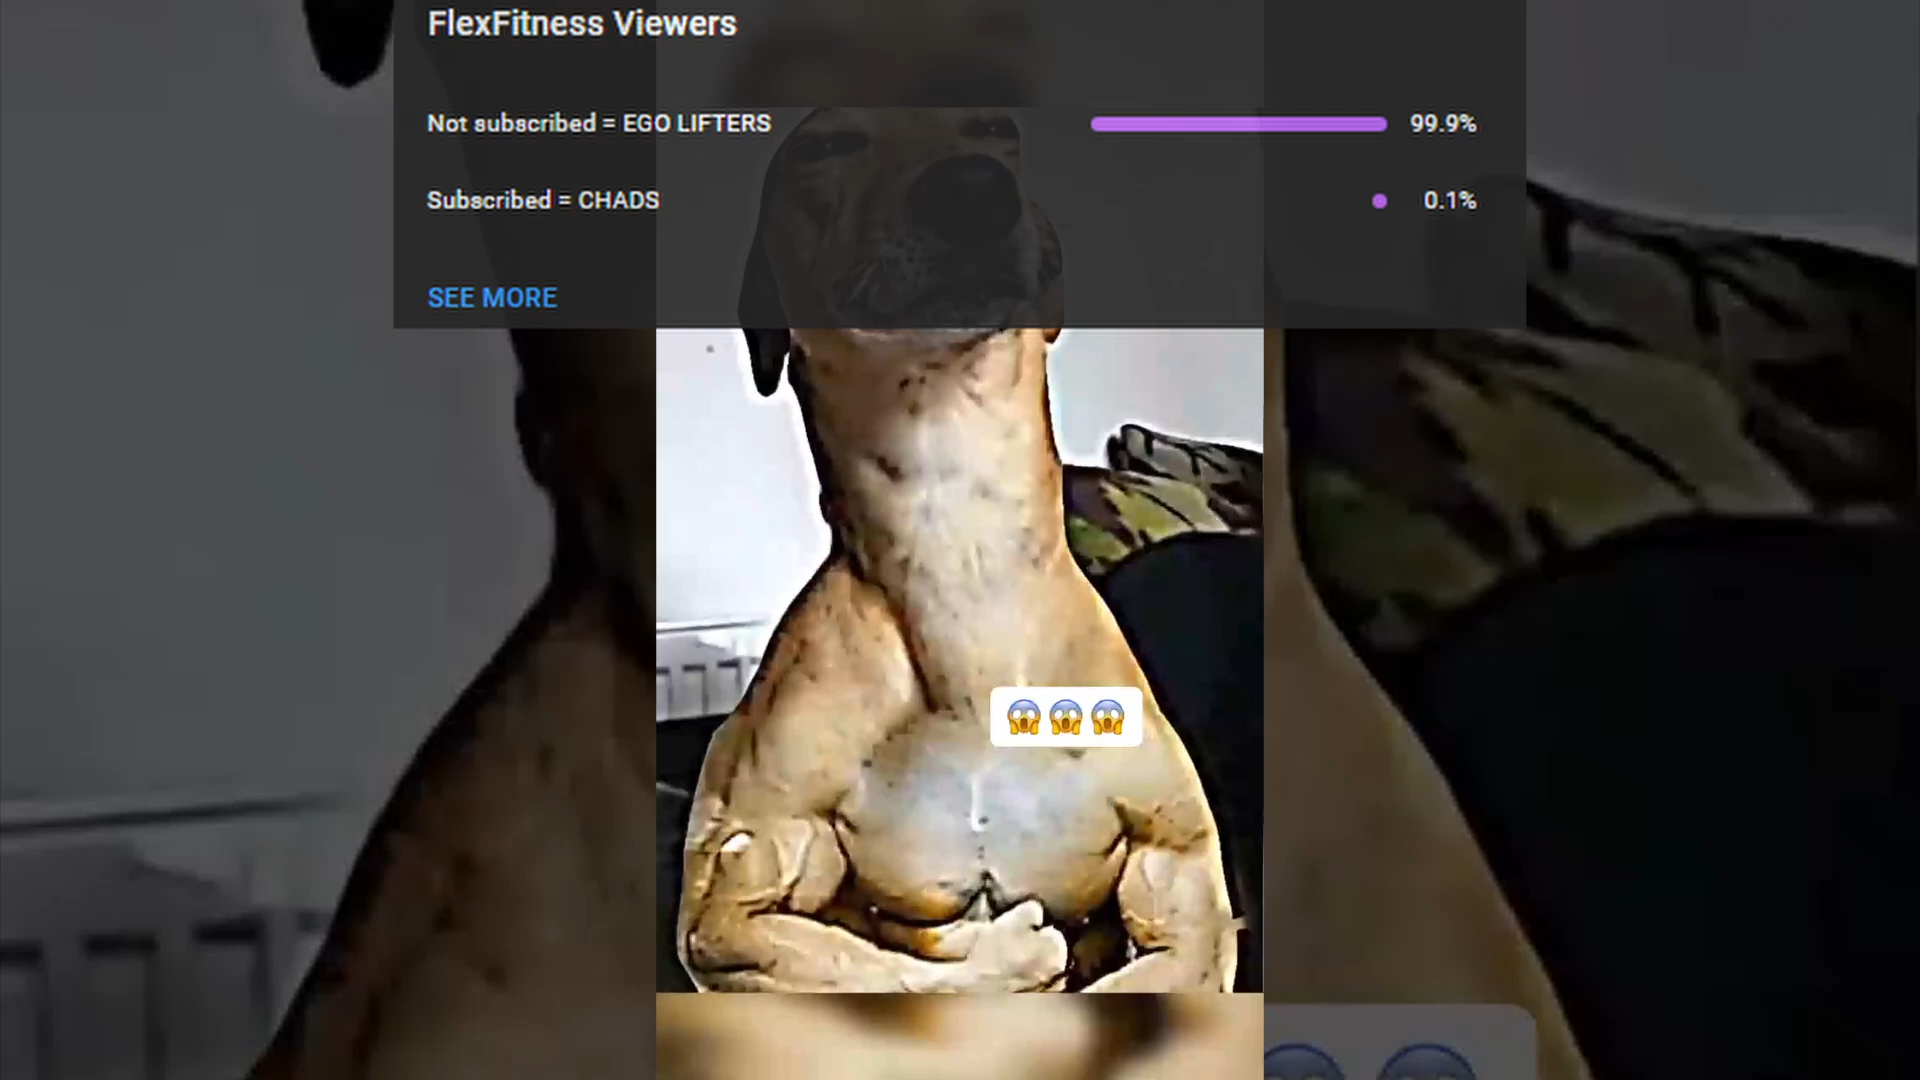 FlexFitness Viewers
Not subscribed = EGO LIFTERS 99.9%
Subscribed = CHADS 0.1%
SEE MORE